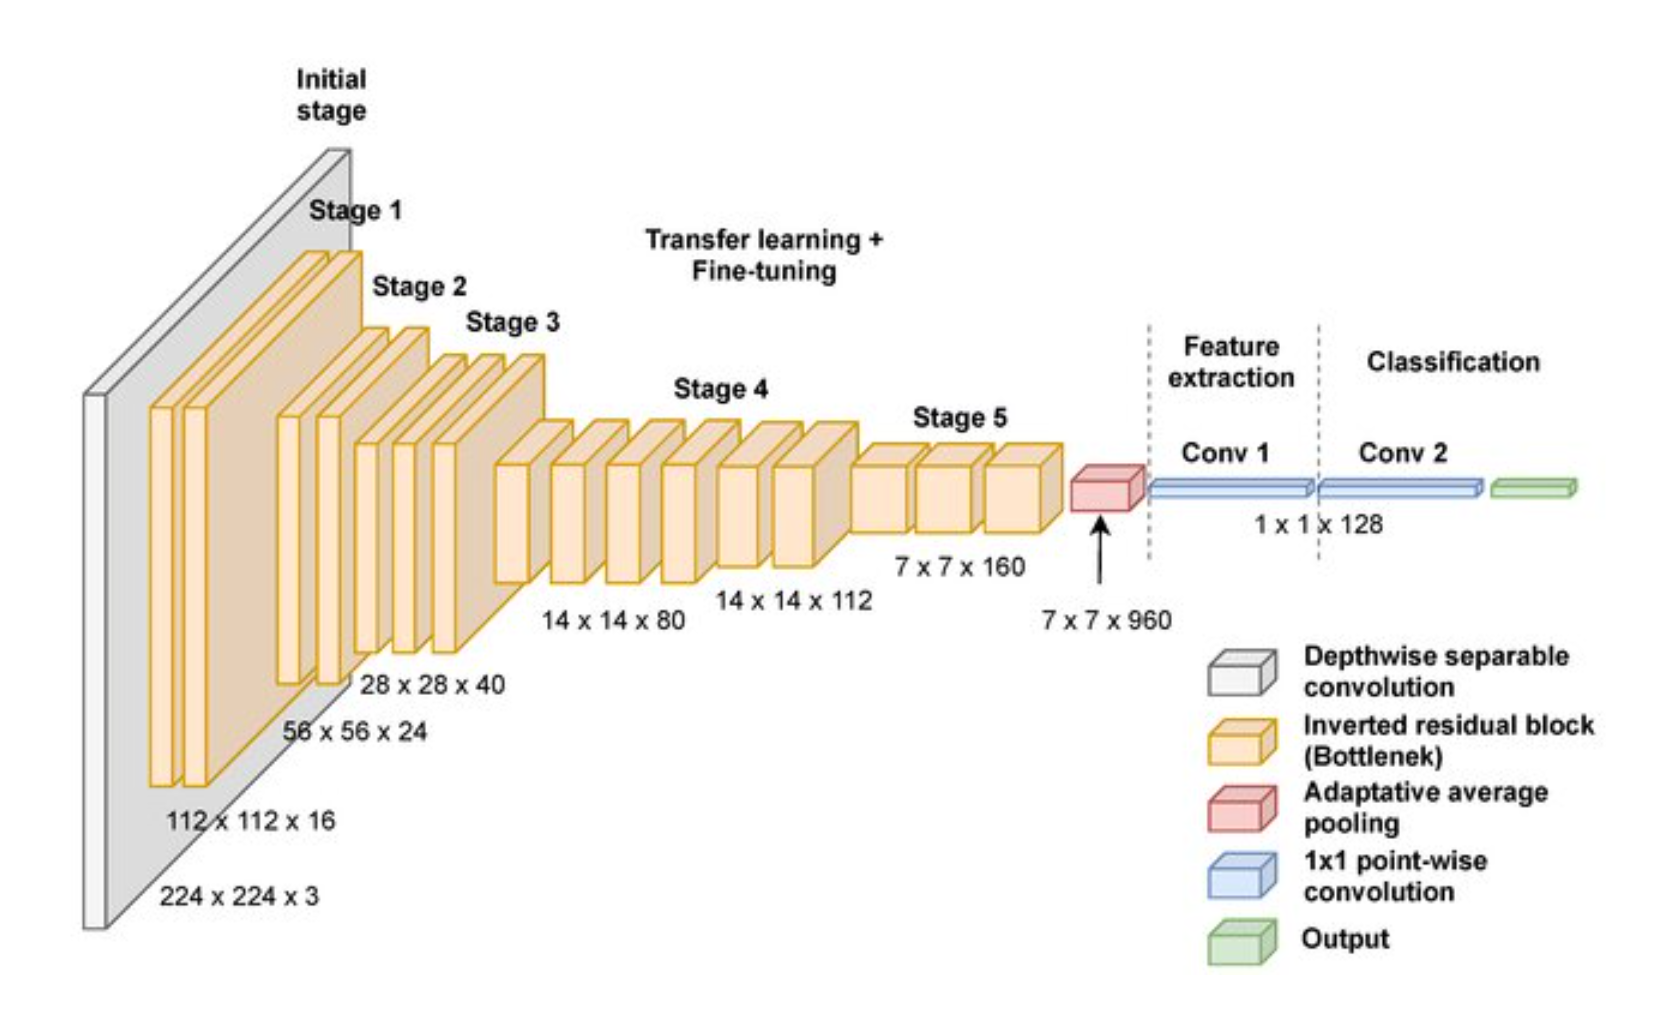 Initial
stage
Stage 1
Stage 2
Stage 3
Transfer learning +
Fine-tuning
Stage 4
Stage 5
Feature
extraction
Classification
Conv 1
Conv 2
1 x 1 x 128
7 x 7 x 160
14 x 14 x 112
14 x 14 x 80
7 x 7 x 960
28 x 28 x 40
56 x 56 x 24
112 x 112 x 16
224 x 224 x 3
Depthwise separable
convolution
Inverted residual block
(Bottlenek)
Adaptative average
pooling
1x1 point-wise
convolution
Output